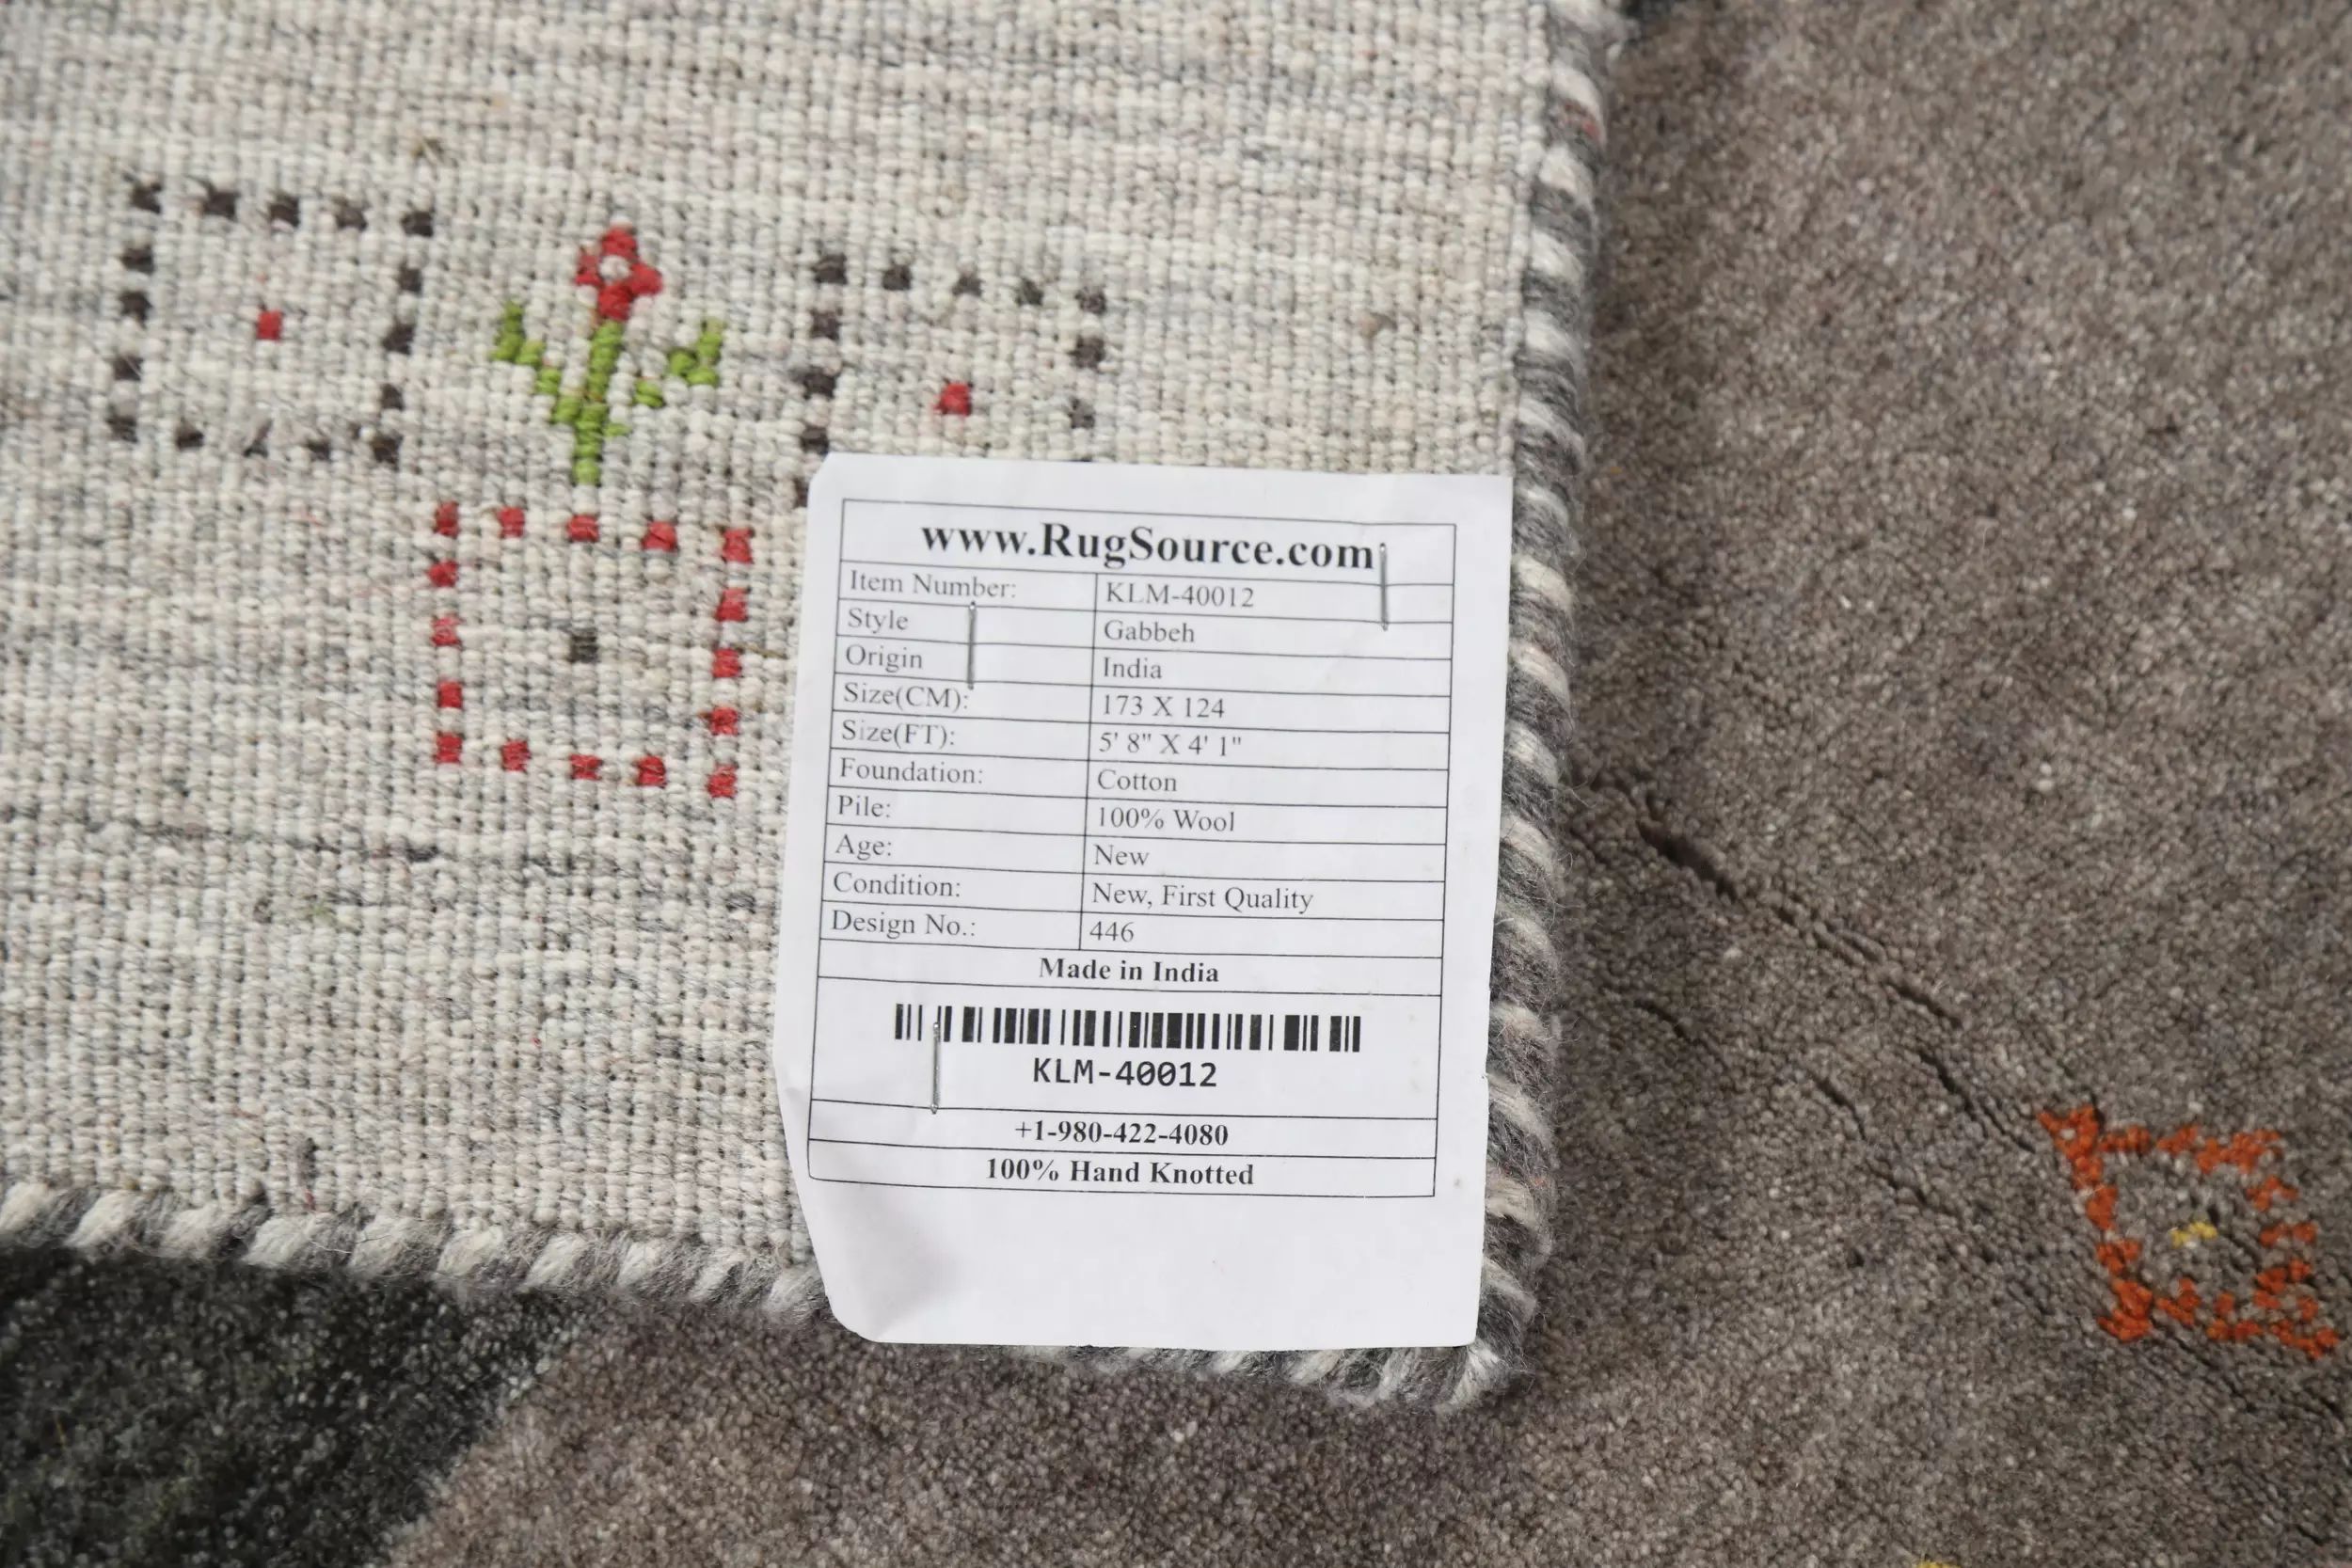 www.RugSource.com
Item Number: KLM-40012
Style Gabbeh
Origin India
Size(CM): 173 X 124
Size(FT): 5' 8" X 4' 1"
Foundation: Cotton
Pile: 100% Wool
Age: New
Condition: New, First Quality
Design No.: 446
Made in India
KLM-40012
+1-980-422-4080
100% Hand Knotted